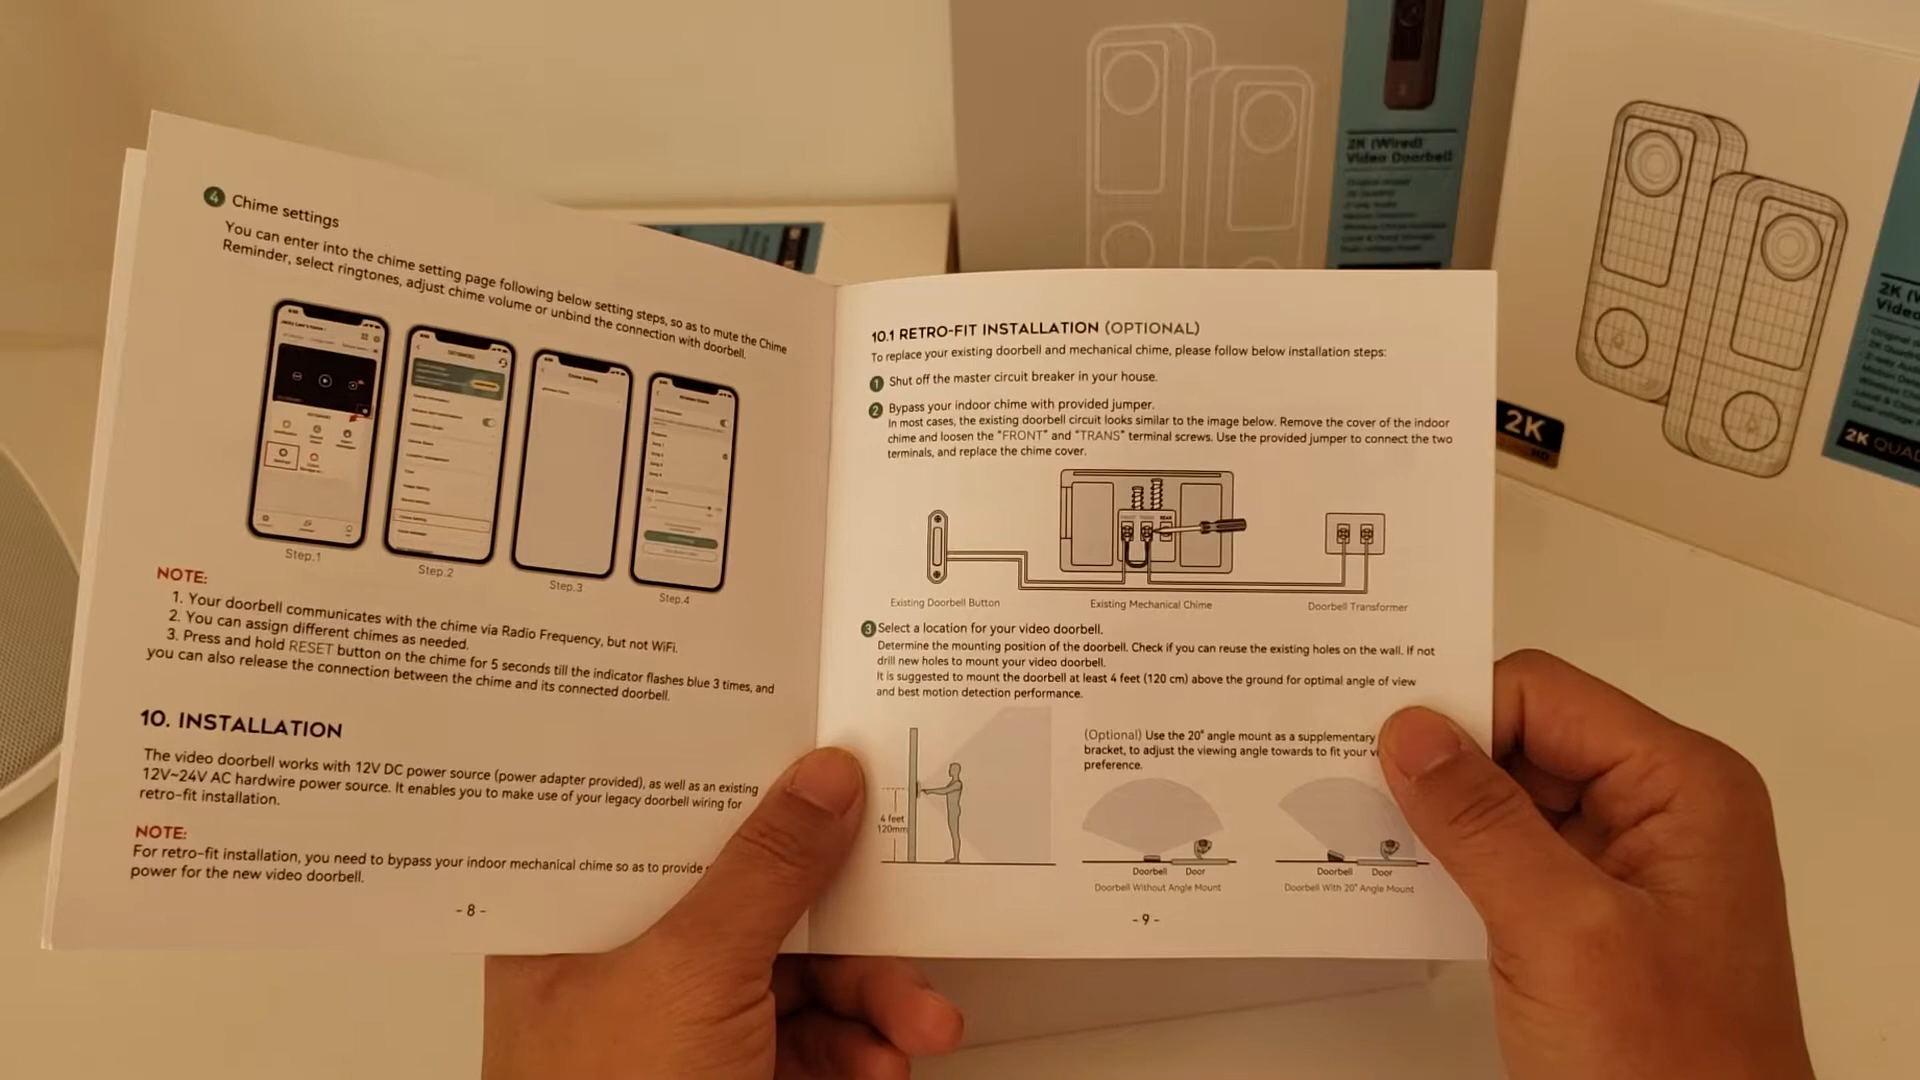 4 Chime settings
You can enter into the chime setting page following below setting steps, so as to mute the Chime
Reminder, select ringtones, adjust chime volume or unbind the connection with doorbell.
Step.1
Step.2
Step.3
Step.4
NOTE:
1. Your doorbell communicates with the chime via Radio Frequency, but not WiFi.
2. You can assign different chimes as needed.
3. Press and hold RESET button on the chime for 5 seconds till the indicator flashes blue 3 times, and
you can also release the connection between the chime and its connected doorbell.
10. INSTALLATION
The video doorbell works with 12V DC power source (power adapter provided), as well as an existing
12V~24V AC hardwire power source. It enables you to make use of your legacy doorbell wiring for
retro-fit installation.
NOTE:
For retro-fit installation, you need to bypass your indoor mechanical chime so as to provide
power for the new video doorbell.
- 8 -
10.1 RETRO-FIT INSTALLATION (OPTIONAL)
To replace your existing doorbell and mechanical chime, please follow below installation steps:
1 Shut off the master circuit breaker in your house.
2 Bypass your indoor chime with provided jumper.
In most cases, the existing doorbell circuit looks similar to the image below. Remove the cover of the indoor
chime and loosen the "FRONT" and "TRANS" terminal screws. Use the provided jumper to connect the two
terminals, and replace the chime cover.
REAR
Existing Doorbell Button
Existing Mechanical Chime
Doorbell Transformer
3 Select a location for your video doorbell.
Determine the mounting position of the doorbell. Check if you can reuse the existing holes on the wall. If not
drill new holes to mount your video doorbell.
It is suggested to mount the doorbell at least 4 feet (120 cm) above the ground for optimal angle of view
and best motion detection performance.
4 feet
120mm
(Optional) Use the 20° angle mount as a supplementary
bracket, to adjust the viewing angle towards to fit your
preference.
Doorbell Door
Doorbell Without Angle Mount
Doorbell Door
Doorbell With 20° Angle Mount
- 9 -
2K (Wired)
Video Doorbell
2K
2K
Video
2K QUAD